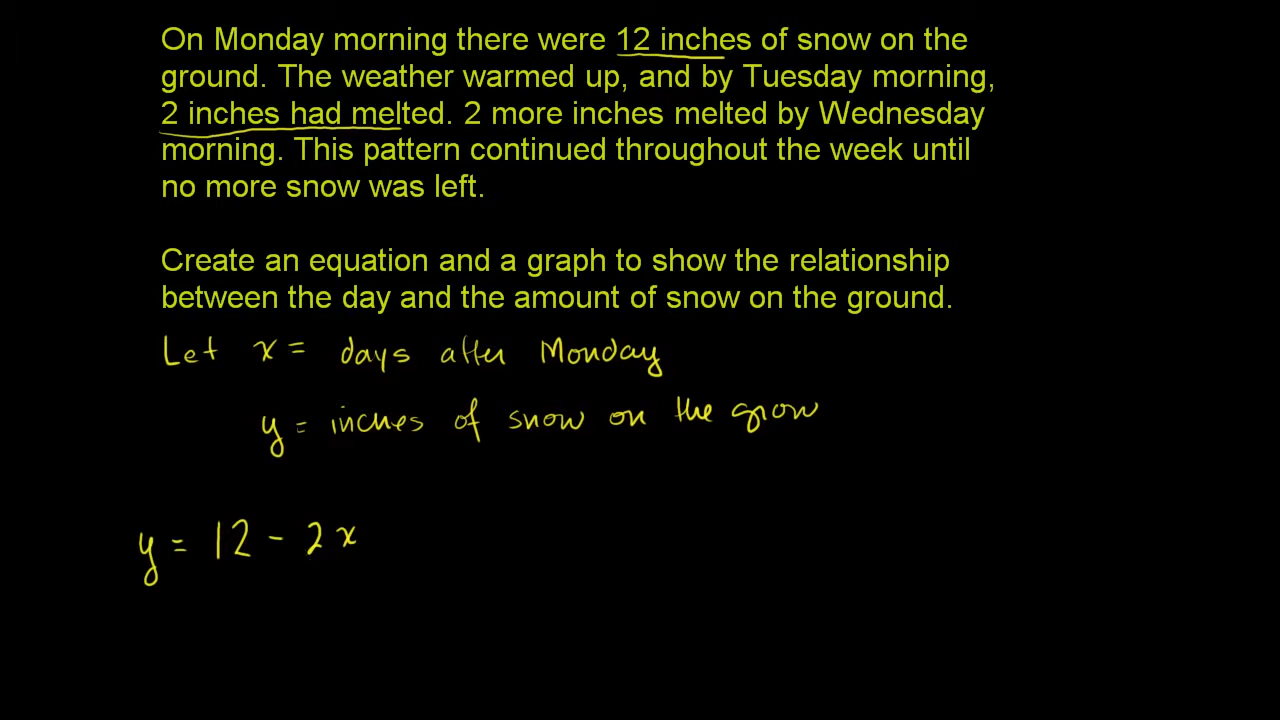 On Monday morning there were 12 inches of snow on the
ground. The weather warmed up, and by Tuesday morning,
2 inches had melted. 2 more inches melted by Wednesday
morning. This pattern continued throughout the week until
no more snow was left.
Create an equation and a graph to show the relationship
between the day and the amount of snow on the ground.
Let x = days after Monday
y = inches of snow on the grow
y = 12 - 2x